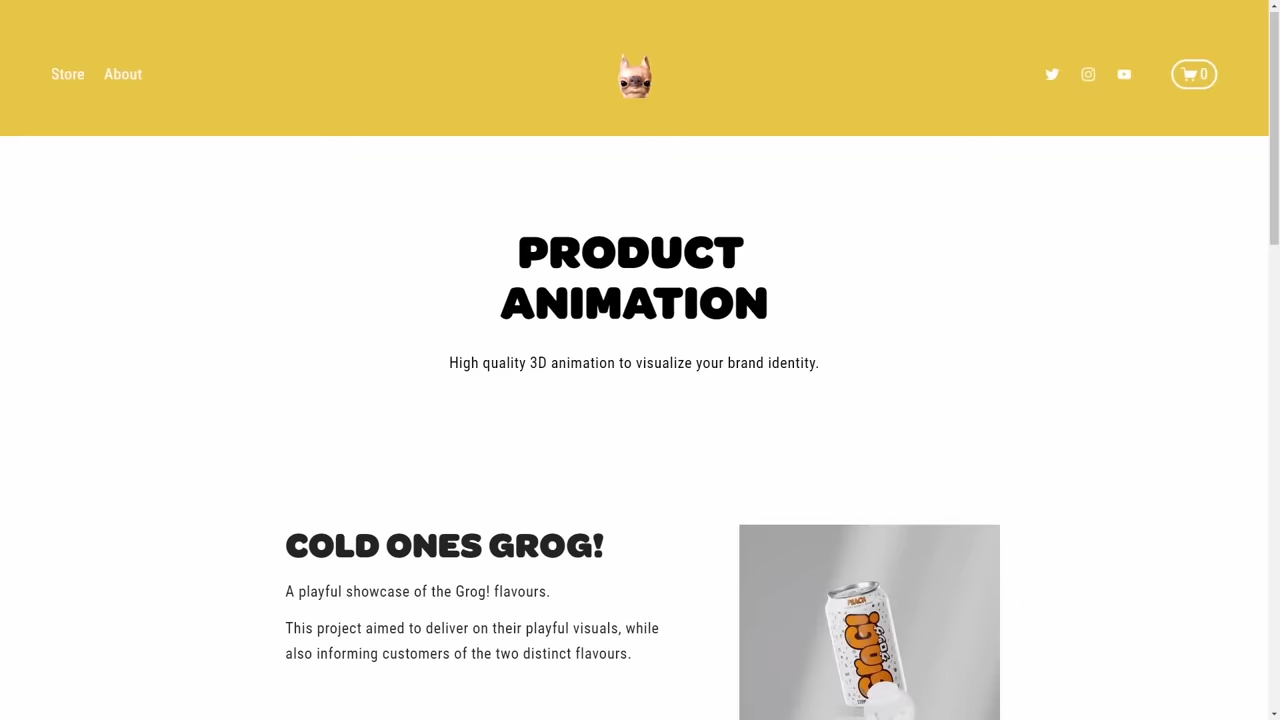 Store About
0
PRODUCT
ANIMATION
High quality 3D animation to visualize your brand identity.
COLD ONES GROG!
A playful showcase of the Grog! flavours.
This project aimed to deliver on their playful visuals, while
also informing customers of the two distinct flavours.
PEACH
GROG!